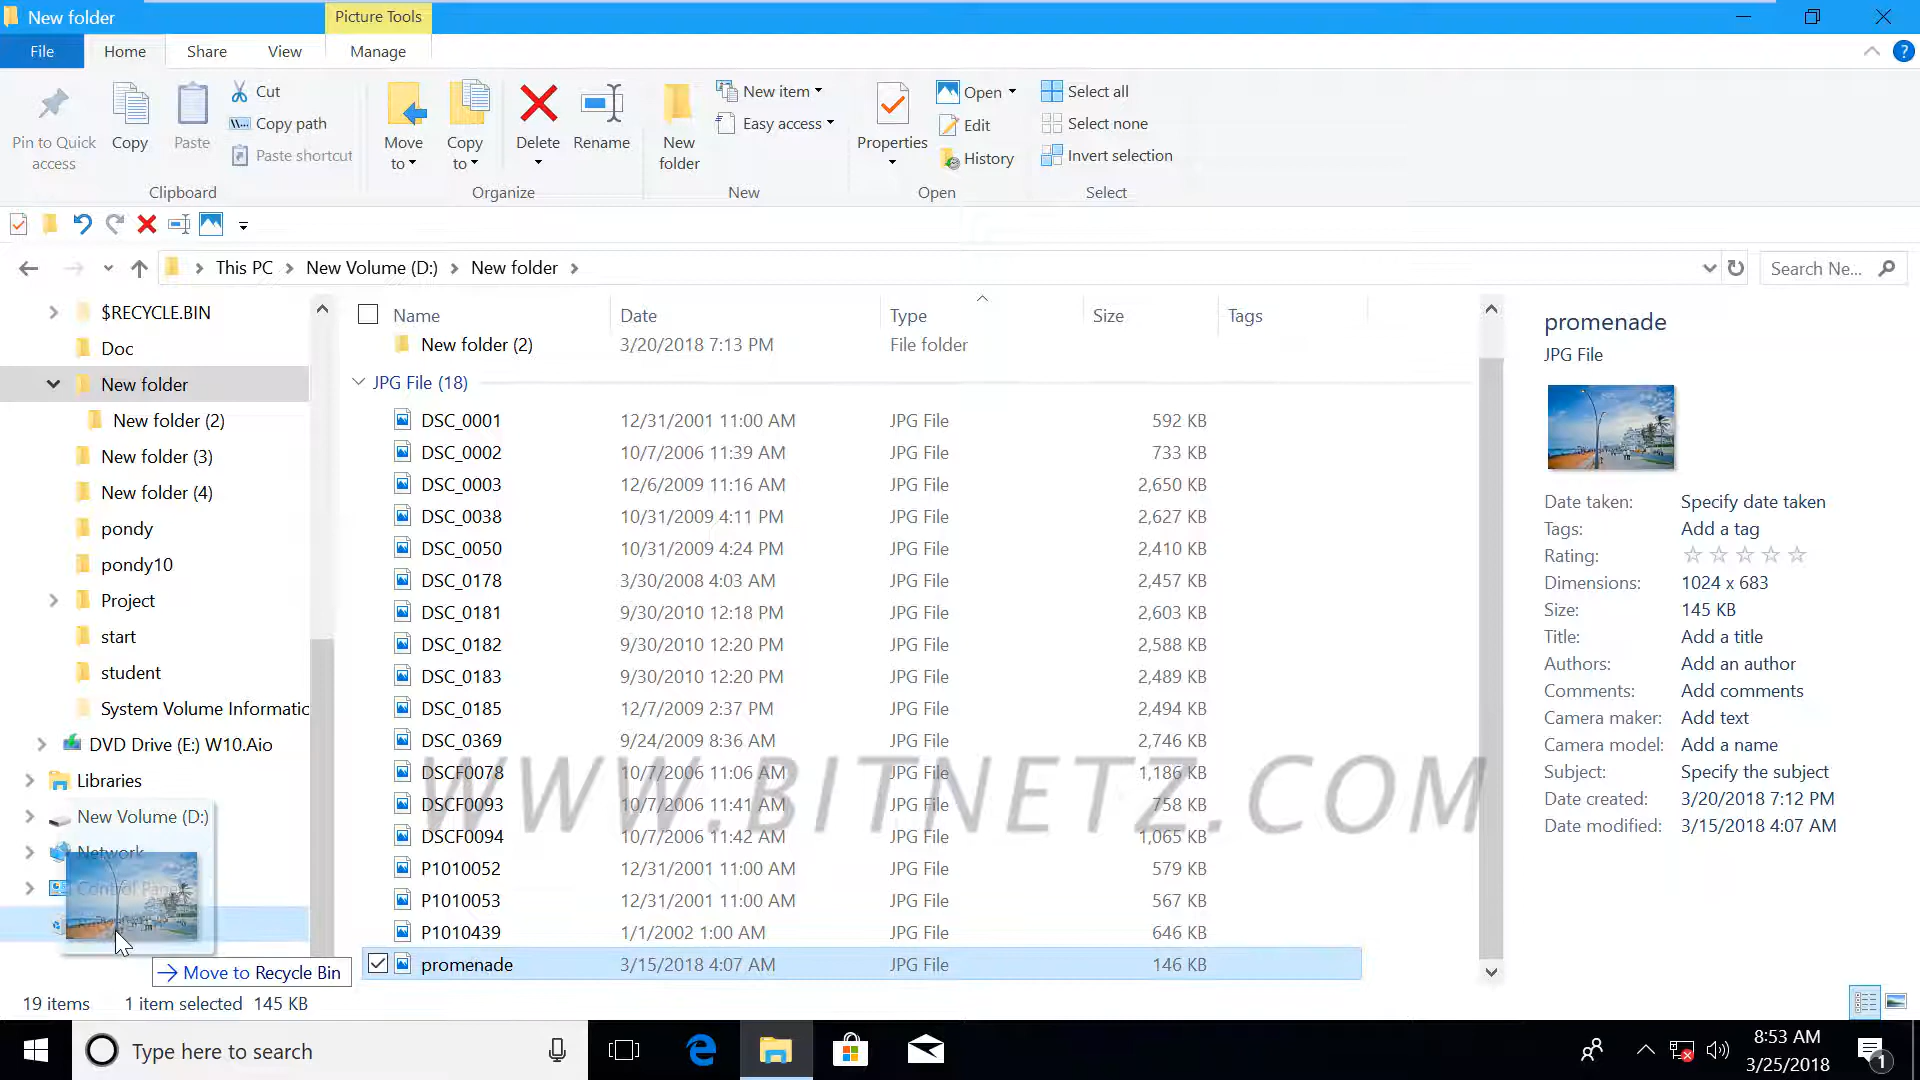 New folder
Picture Tools
File
Home
Share
View
Manage
Pin to Quick access
Copy
Paste
Cut
Copy path
Paste shortcut
Clipboard
Move to
Copy to
Delete
Rename
Organize
New folder
New item
Easy access
New
Properties
Open
Edit
History
Open
Select all
Select none
Invert selection
Select
This PC > New Volume (D:) > New folder >
Search Ne...
$RECYCLE.BIN
Doc
New folder
New folder (2)
New folder (3)
New folder (4)
pondy
pondy10
Project
start
student
System Volume Informatic
DVD Drive (E:) W10.Aio
Libraries
New Volume (D:)
Network
Control Pane
Move to Recycle Bin
Name Date Type Size Tags
New folder (2) 3/20/2018 7:13 PM File folder
JPG File (18)
DSC_0001 12/31/2001 11:00 AM JPG File 592 KB
DSC_0002 10/7/2006 11:39 AM JPG File 733 KB
DSC_0003 12/6/2009 11:16 AM JPG File 2,650 KB
DSC_0038 10/31/2009 4:11 PM JPG File 2,627 KB
DSC_0050 10/31/2009 4:24 PM JPG File 2,410 KB
DSC_0178 3/30/2008 4:03 AM JPG File 2,457 KB
DSC_0181 9/30/2010 12:18 PM JPG File 2,603 KB
DSC_0182 9/30/2010 12:20 PM JPG File 2,588 KB
DSC_0183 9/30/2010 12:20 PM JPG File 2,489 KB
DSC_0185 12/7/2009 2:37 PM JPG File 2,494 KB
DSC_0369 9/24/2009 8:36 AM JPG File 2,746 KB
DSCF0078 10/7/2006 11:06 AM JPG File 1,186 KB
DSCF0093 10/7/2006 11:41 AM JPG File 758 KB
DSCF0094 10/7/2006 11:42 AM JPG File 1,065 KB
P1010052 12/31/2001 11:00 AM JPG File 579 KB
P1010053 12/31/2001 11:00 AM JPG File 567 KB
P1010439 1/1/2002 1:00 AM JPG File 646 KB
promenade 3/15/2018 4:07 AM JPG File 146 KB
WWW.BITNETZ.COM
promenade
JPG File
Date taken: Specify date taken
Tags: Add a tag
Rating:
Dimensions: 1024 x 683
Size: 145 KB
Title: Add a title
Authors: Add an author
Comments: Add comments
Camera maker: Add text
Camera model: Add a name
Subject: Specify the subject
Date created: 3/20/2018 7:12 PM
Date modified: 3/15/2018 4:07 AM
19 items 1 item selected 145 KB
Type here to search
8:53 AM
3/25/2018
1